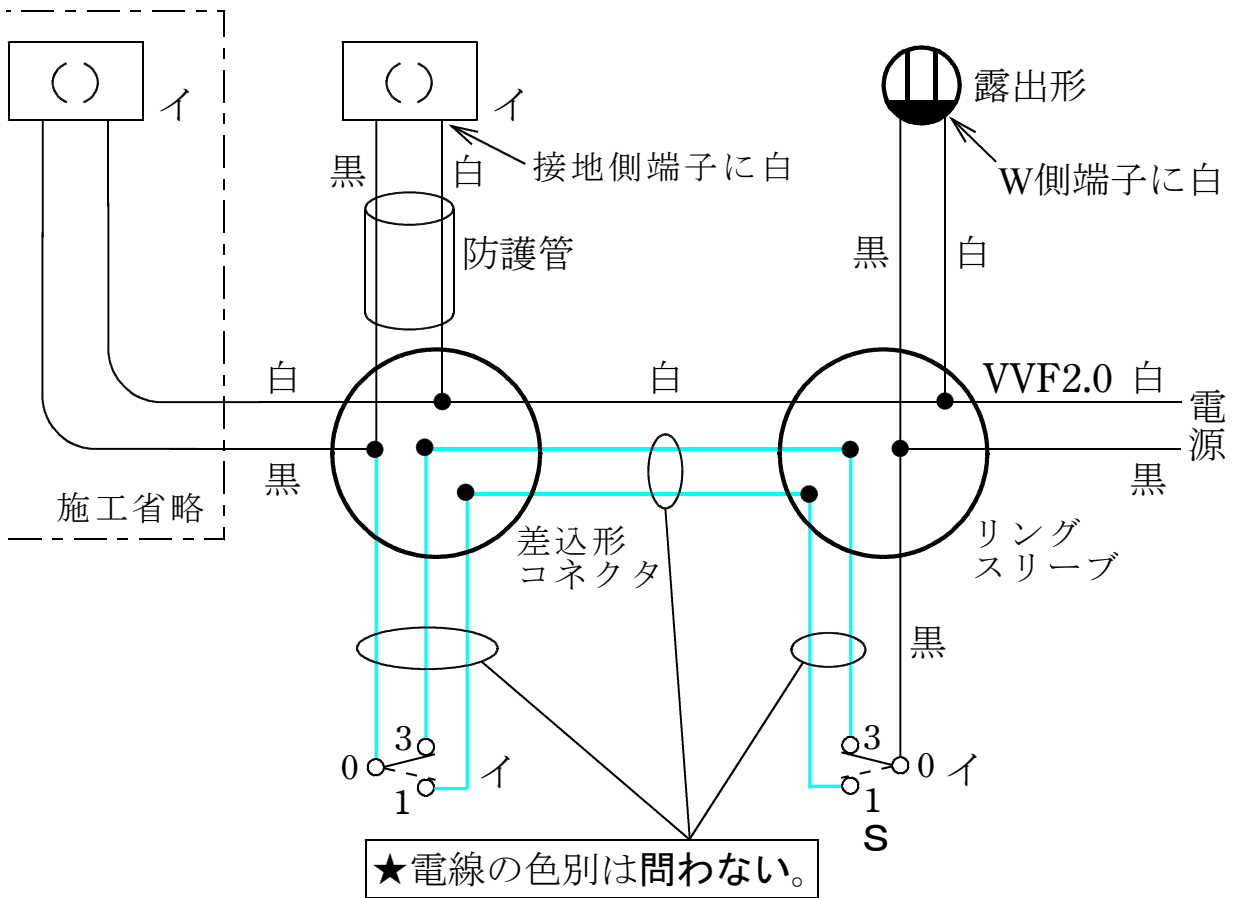 イ
イ
露出形
接地側端子に白
W側端子に白
黒
白
防護管
黒
白
白
白
VVF2.0
白
電源
黒
黒
施工省略
差込形
コネクタ
リング
スリーブ
黒
3
0
1
イ
3
0
イ
1
S
★電線の色別は問わない。